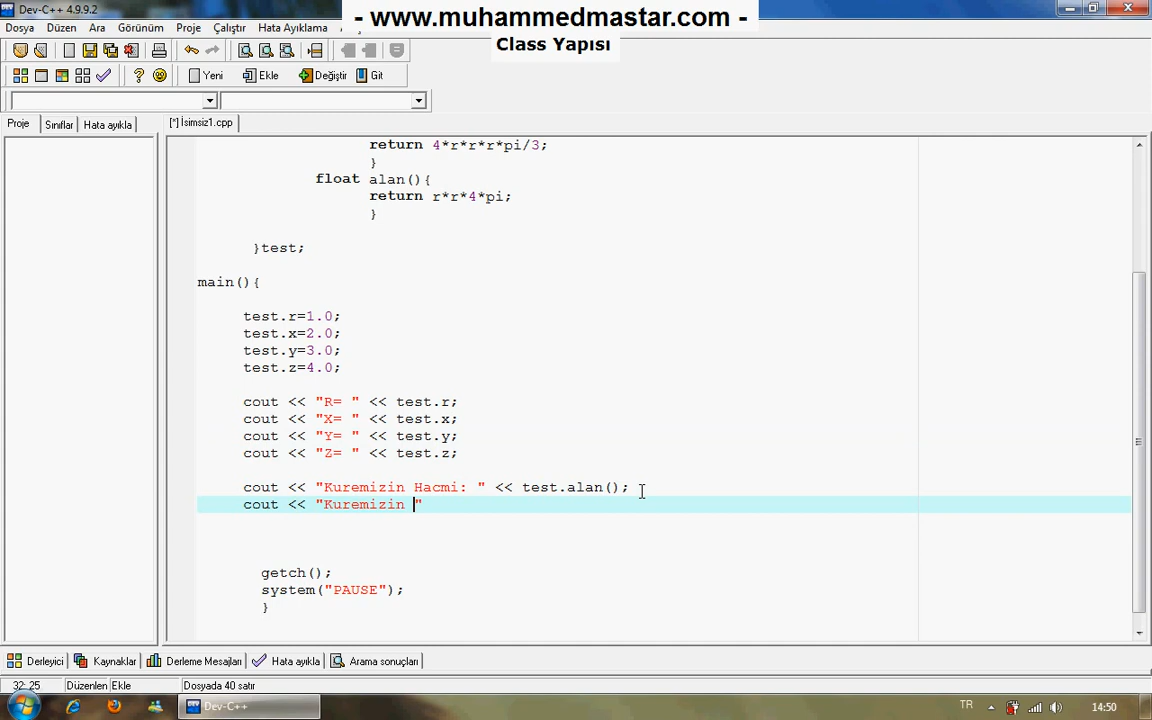 Dev-C++ 4.9.9.2
- www.muhammedmastar.com -
Class Yapısı
Dosya Düzen Ara Görünüm Proje Çalıştır Hata Ayıklama
Yeni Ekle Değiştir Git
Proje Sınıflar Hata ayıkla
[*] İsimsiz1.cpp
return 4*r*r*r*pi/3;
}
float alan(){
return r*r*4*pi;
}
}test;
main(){
test.r=1.0;
test.x=2.0;
test.y=3.0;
test.z=4.0;
cout << "R= " << test.r;
cout << "X= " << test.x;
cout << "Y= " << test.y;
cout << "Z= " << test.z;
cout << "Kuremizin Hacmi: " << test.alan();
cout << "Kuremizin "
getch();
system("PAUSE");
}
Derleyici Kaynaklar Derleme Mesajları Hata ayıkla Arama sonuçları
32: 25 Düzenlen Ekle Dosyada 40 satır
Dev-C++ TR 14:50